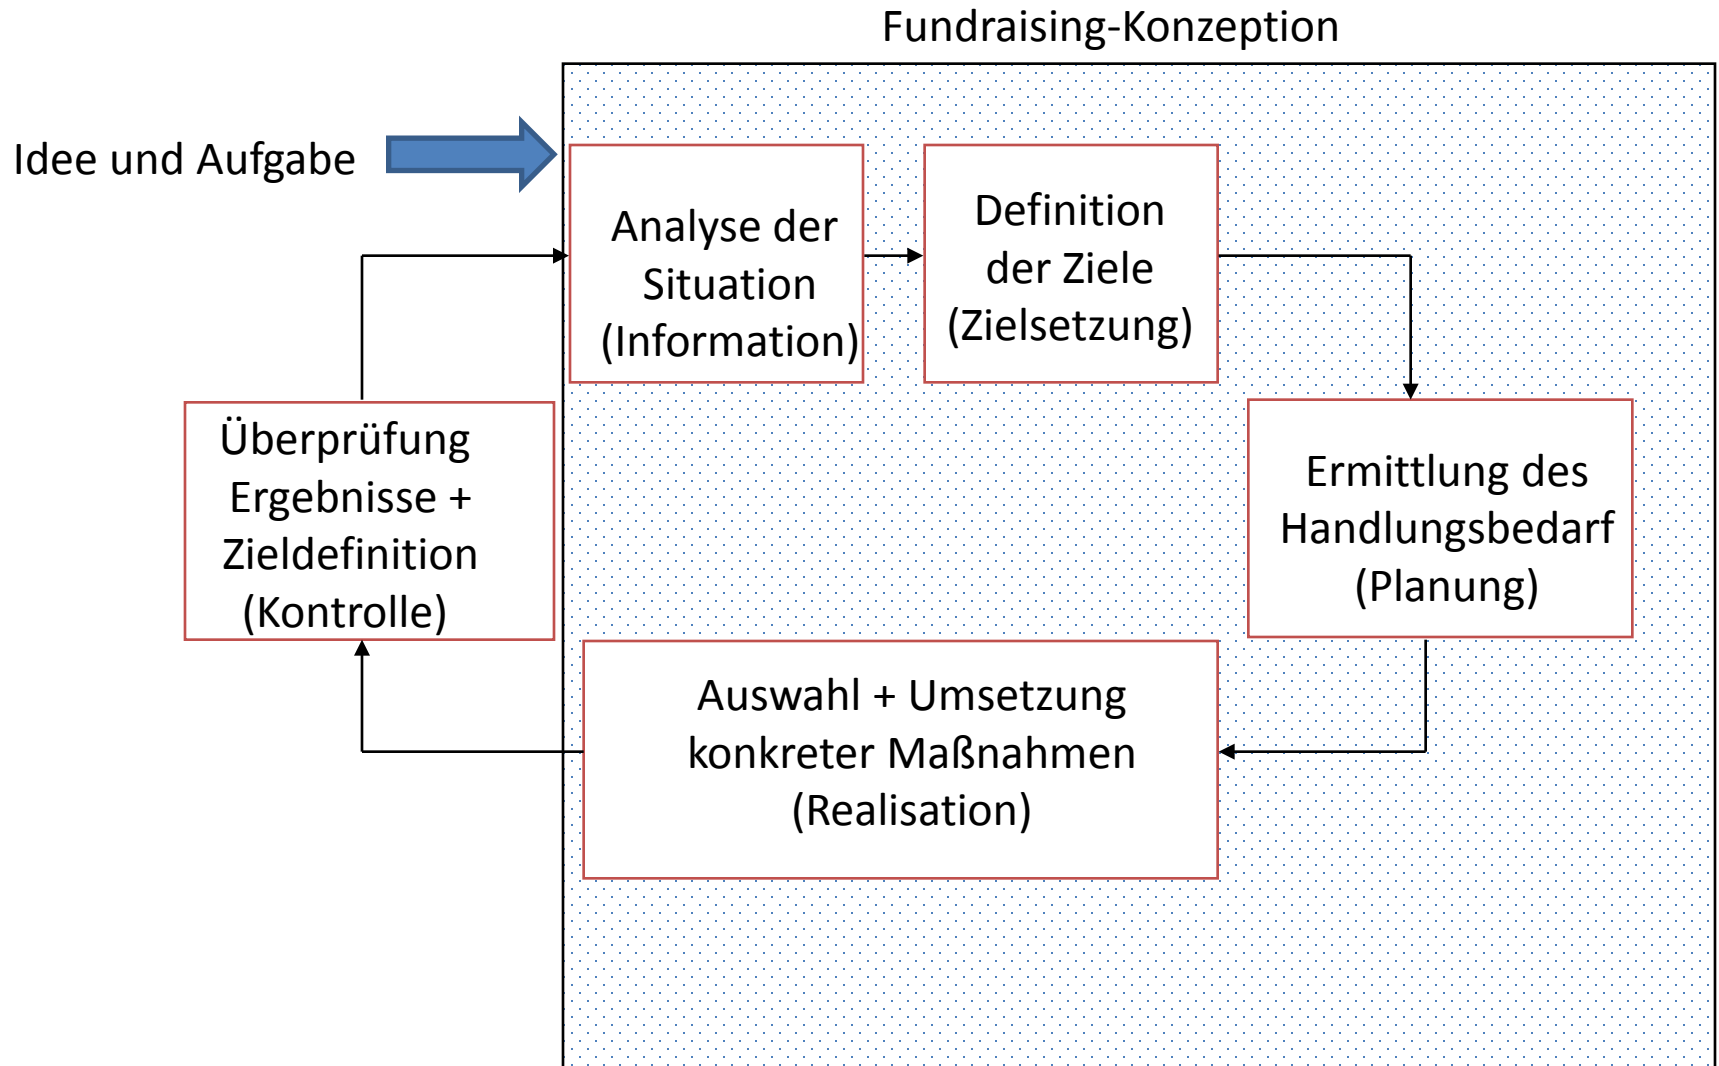 Fundraising-Konzeption
Idee und Aufgabe
Analyse der
Situation
(Information)
Definition
der Ziele
(Zielsetzung)
Ermittlung des
Handlungsbedarf
(Planung)
Auswahl + Umsetzung
konkreter Maßnahmen
(Realisation)
Überprüfung
Ergebnisse +
Zieldefinition
(Kontrolle)